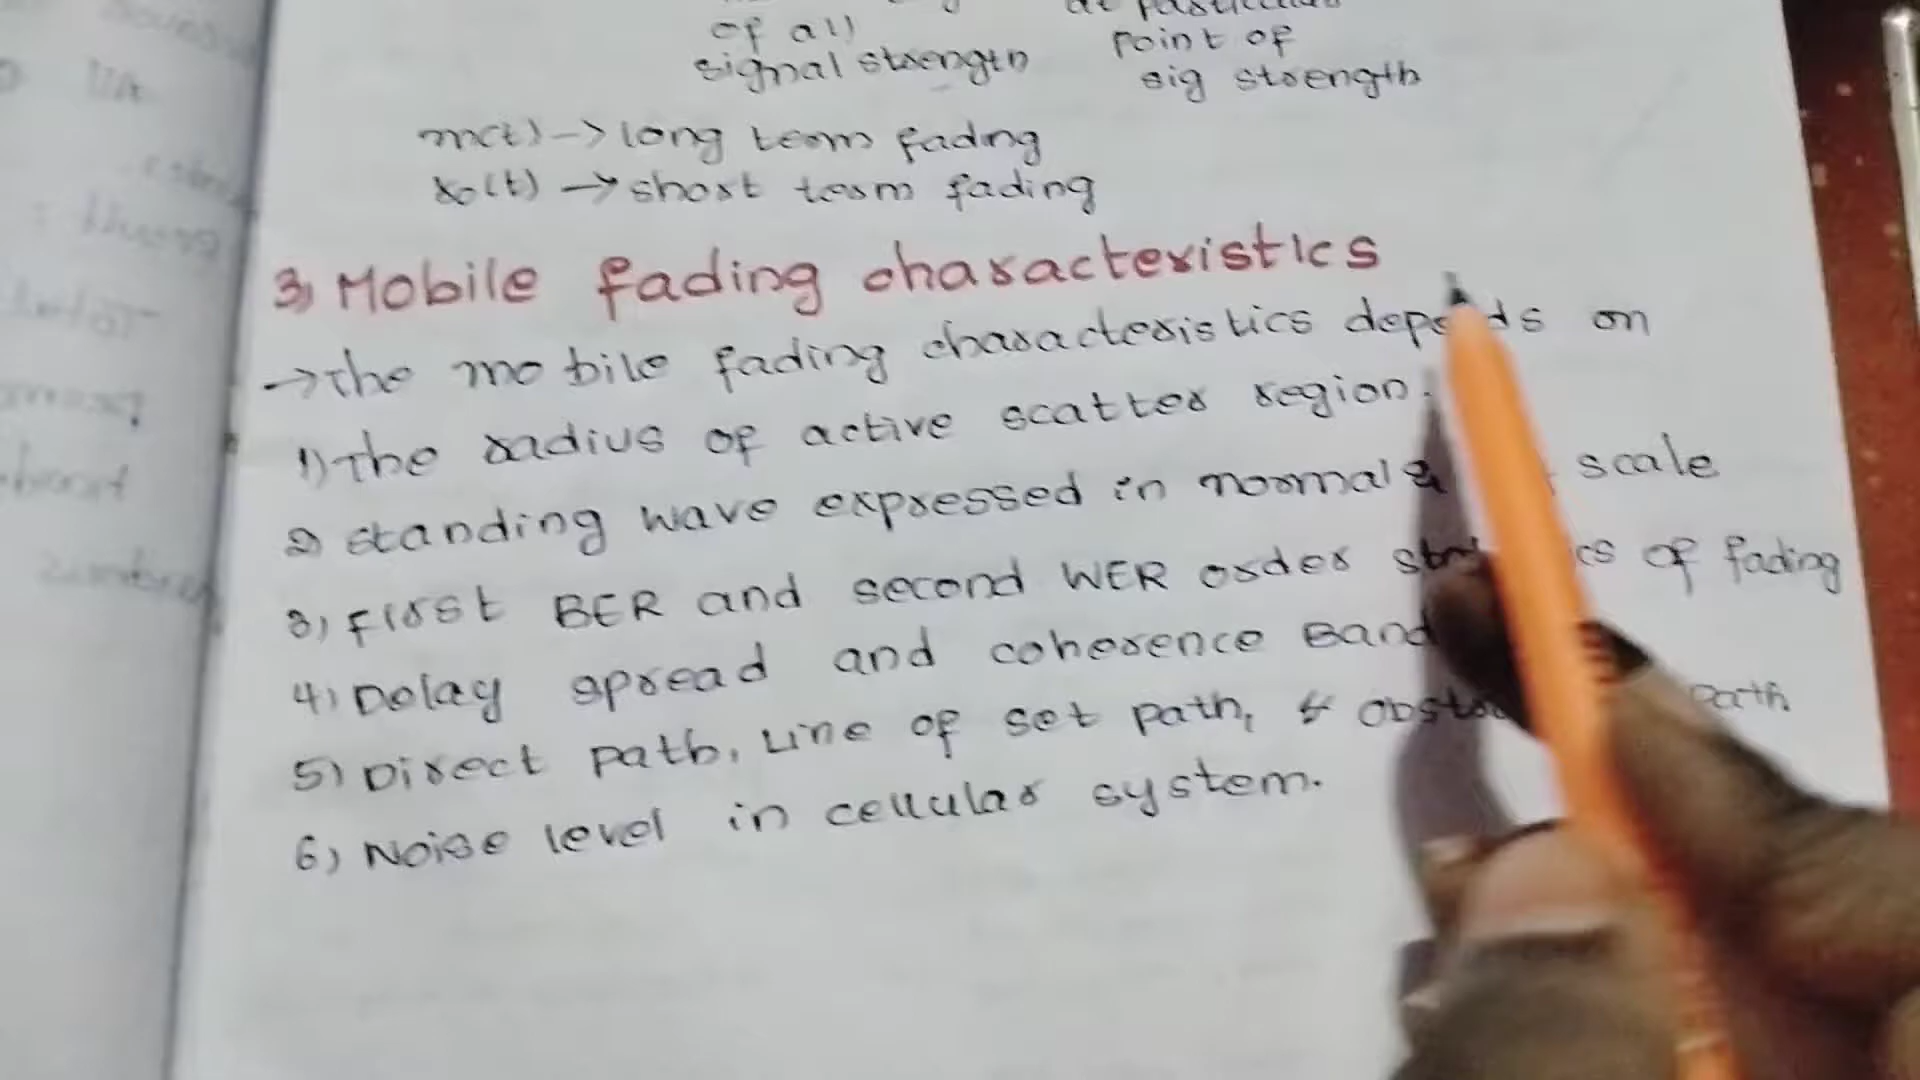 of all
point of
signal strength
sig strength
m(t) -> long term fading
r0(t) -> short term fading
3) Mobile fading characteristics
-> the mobile fading characteristics depends on
1) the radius of active scatter region.
2) standing wave expressed in scale
3) First BER and second WER order of fading
4) Delay spread and coherence Band
5) Direct path, Line of set path, & path
6) Noise level in cellular system.